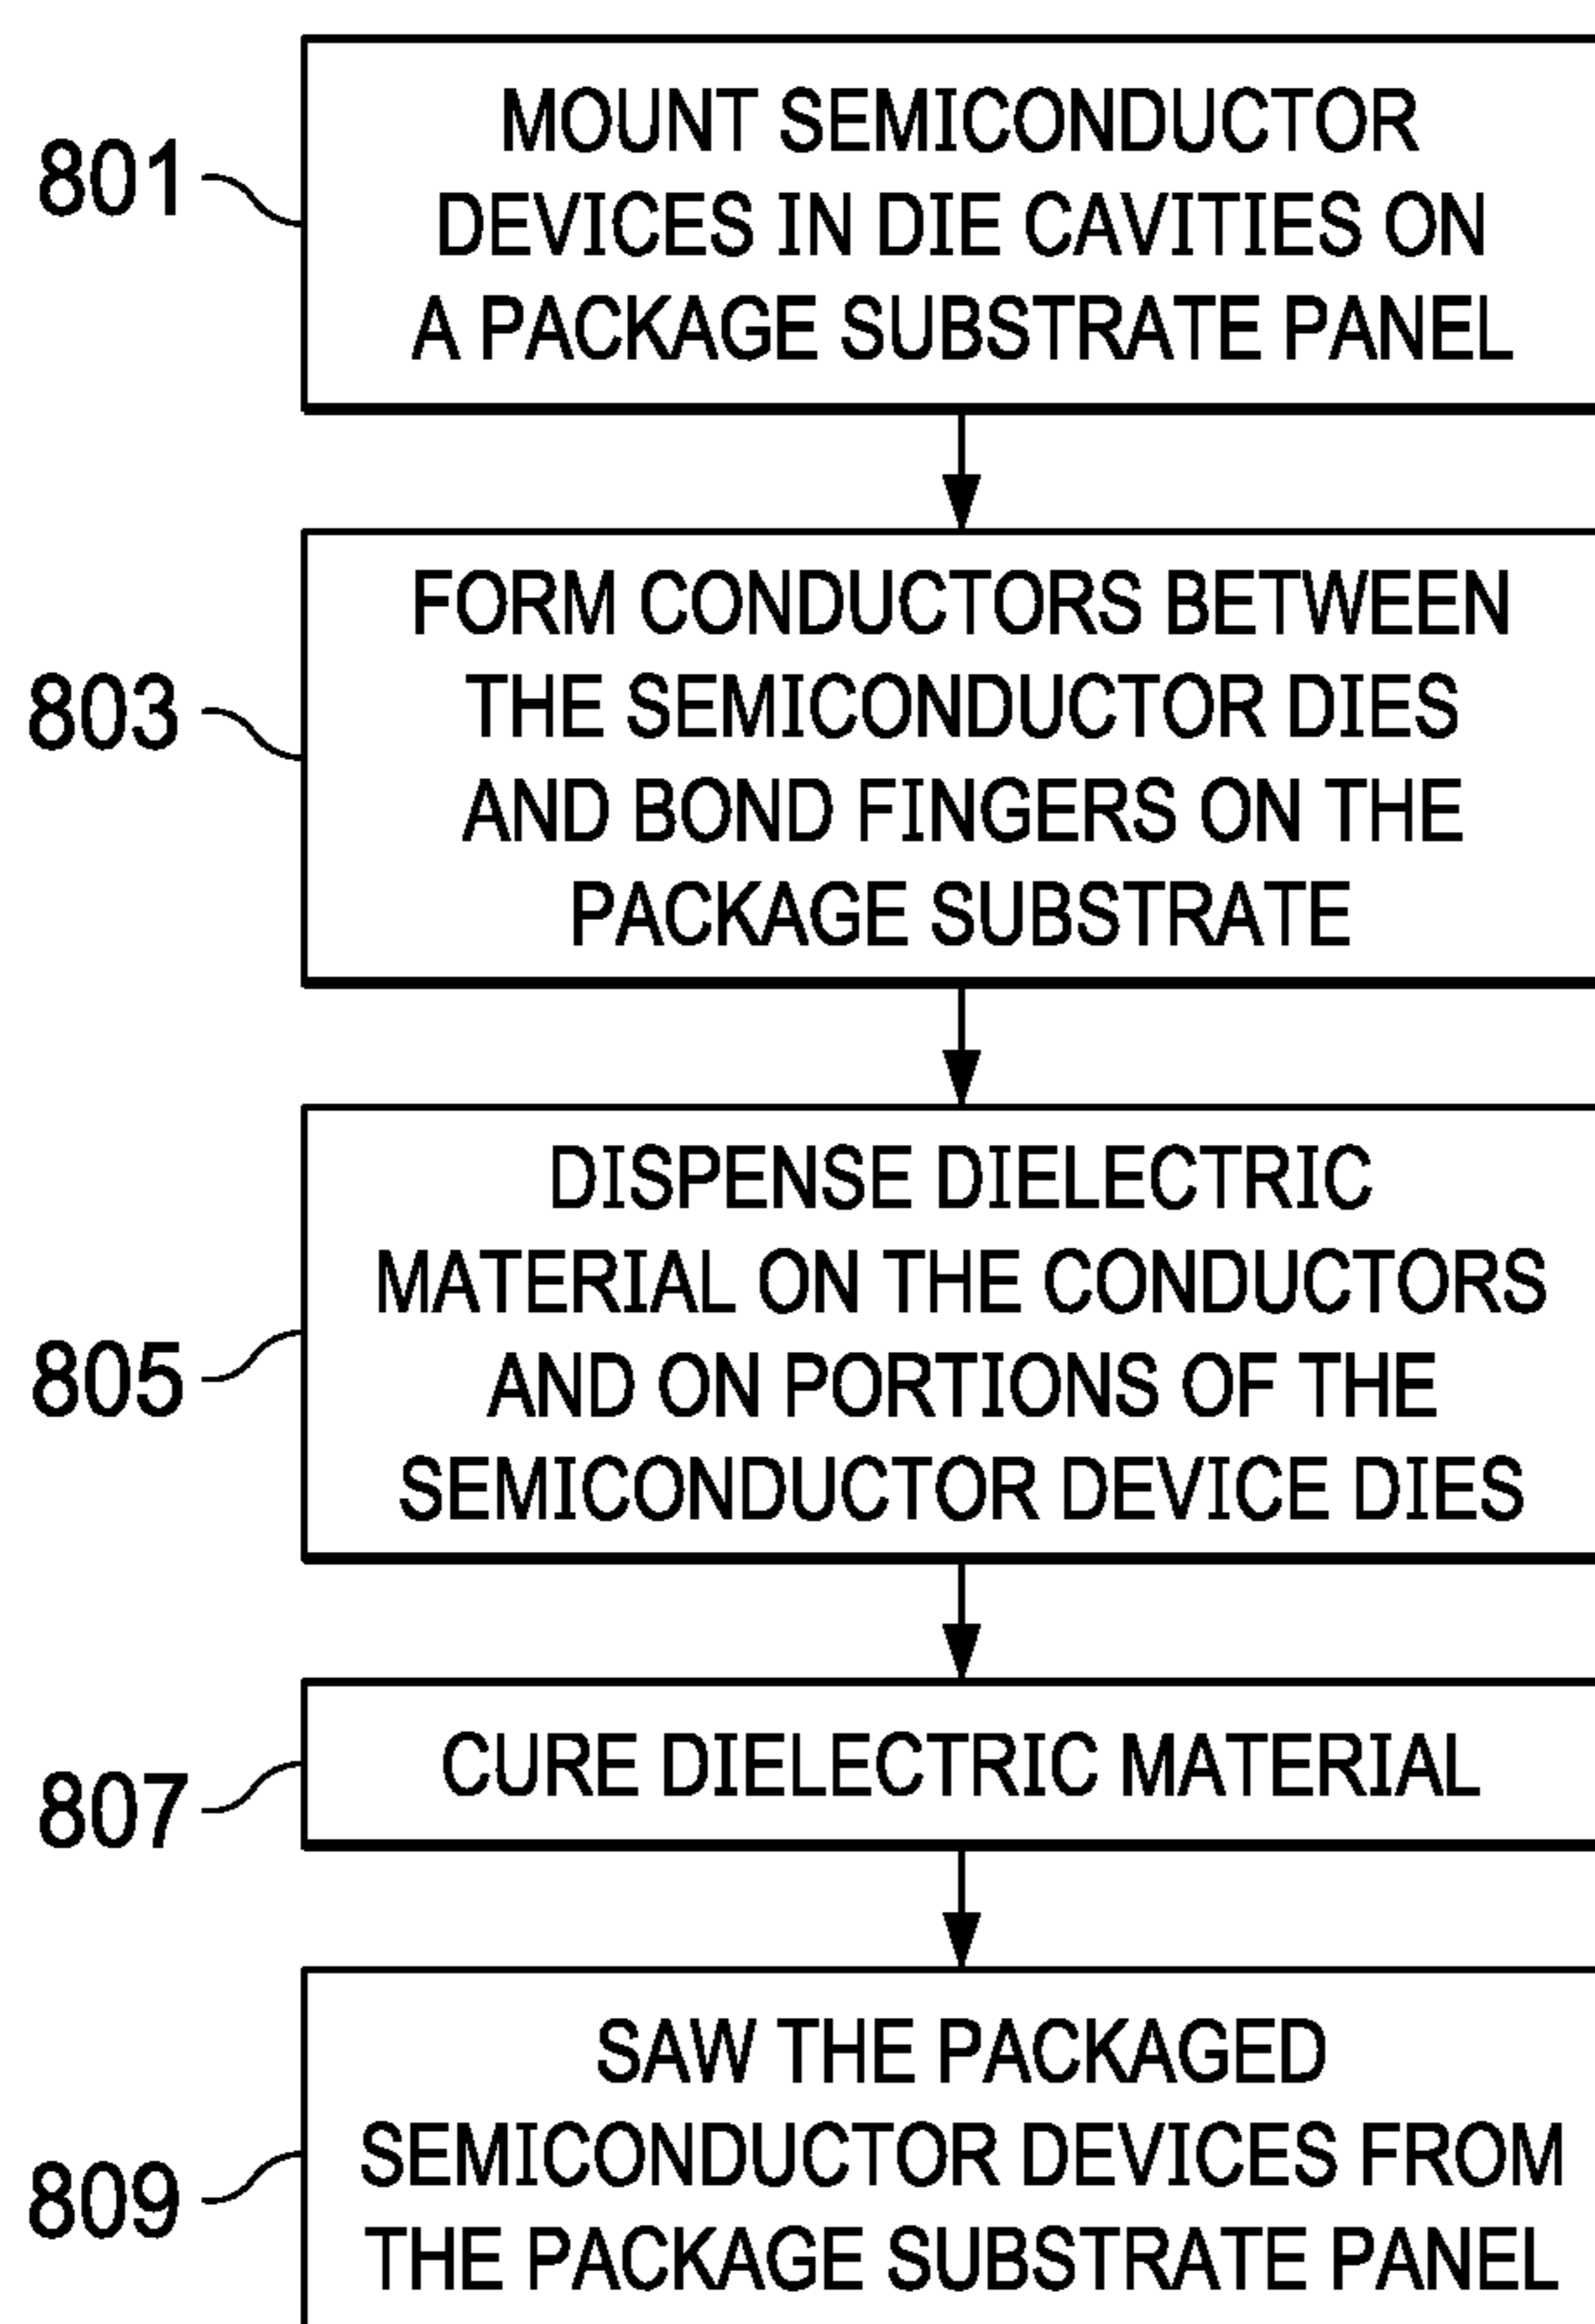 801
MOUNT SEMICONDUCTOR
DEVICES IN DIE CAVITIES ON
A PACKAGE SUBSTRATE PANEL
803
FORM CONDUCTORS BETWEEN
THE SEMICONDUCTOR DIES
AND BOND FINGERS ON THE
PACKAGE SUBSTRATE
805
DISPENSE DIELECTRIC
MATERIAL ON THE CONDUCTORS
AND ON PORTIONS OF THE
SEMICONDUCTOR DEVICE DIES
807
CURE DIELECTRIC MATERIAL
809
SAW THE PACKAGED
SEMICONDUCTOR DEVICES FROM
THE PACKAGE SUBSTRATE PANEL